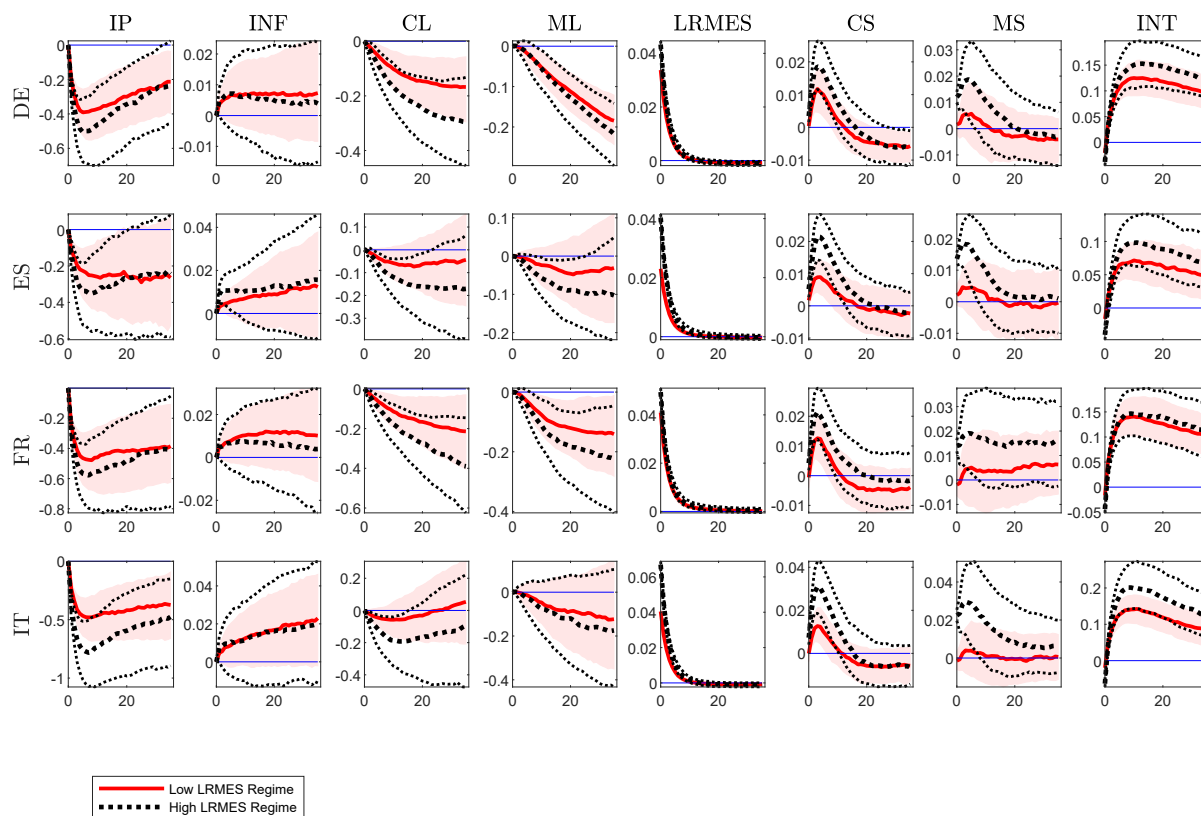 IP INF CL ML LRMES CS MS INT
DE
0 -0.2 -0.4 -0.6 0 20
0.02 0 -0.01 0 20
0 -0.2 -0.4 0 20
0 -0.1 -0.2 0 20
0.04 0.02 0 0 20
0.02 0.01 0 -0.01 0 20
0.03 0.02 0.01 0 -0.01 0 20
0.15 0.1 0.05 0 0 20
ES
0 -0.2 -0.4 -0.6 0 20
0.04 0.02 0 0 20
0.1 0 -0.1 -0.2 -0.3 0 20
0.1 0 -0.1 -0.2 0 20
0.04 0.02 0 0 20
0.02 0.01 0 -0.01 0 20
0.02 0.01 0 -0.01 0 20
0.1 0.05 0 0 20
FR
-0.2 -0.4 -0.6 -0.8 0 20
0.02 0 -0.02 0 20
0 -0.2 -0.4 -0.6 0 20
0 -0.2 -0.4 0 20
0.04 0.02 0 0 20
0.02 0.01 0 -0.01 0 20
0.03 0.02 0.01 0 -0.01 0 20
0.15 0.1 0.05 0 -0.05 0 20
IT
0 -0.5 -1 0 20
0.04 0.02 0 0 20
0.2 0 -0.2 -0.4 0 20
0.1 0 -0.2 -0.4 0 20
0.06 0.04 0.02 0 0 20
0.04 0.02 0 0 20
0.04 0.02 0 0 20
0.2 0.1 0 0 20
Low LRMES Regime
High LRMES Regime